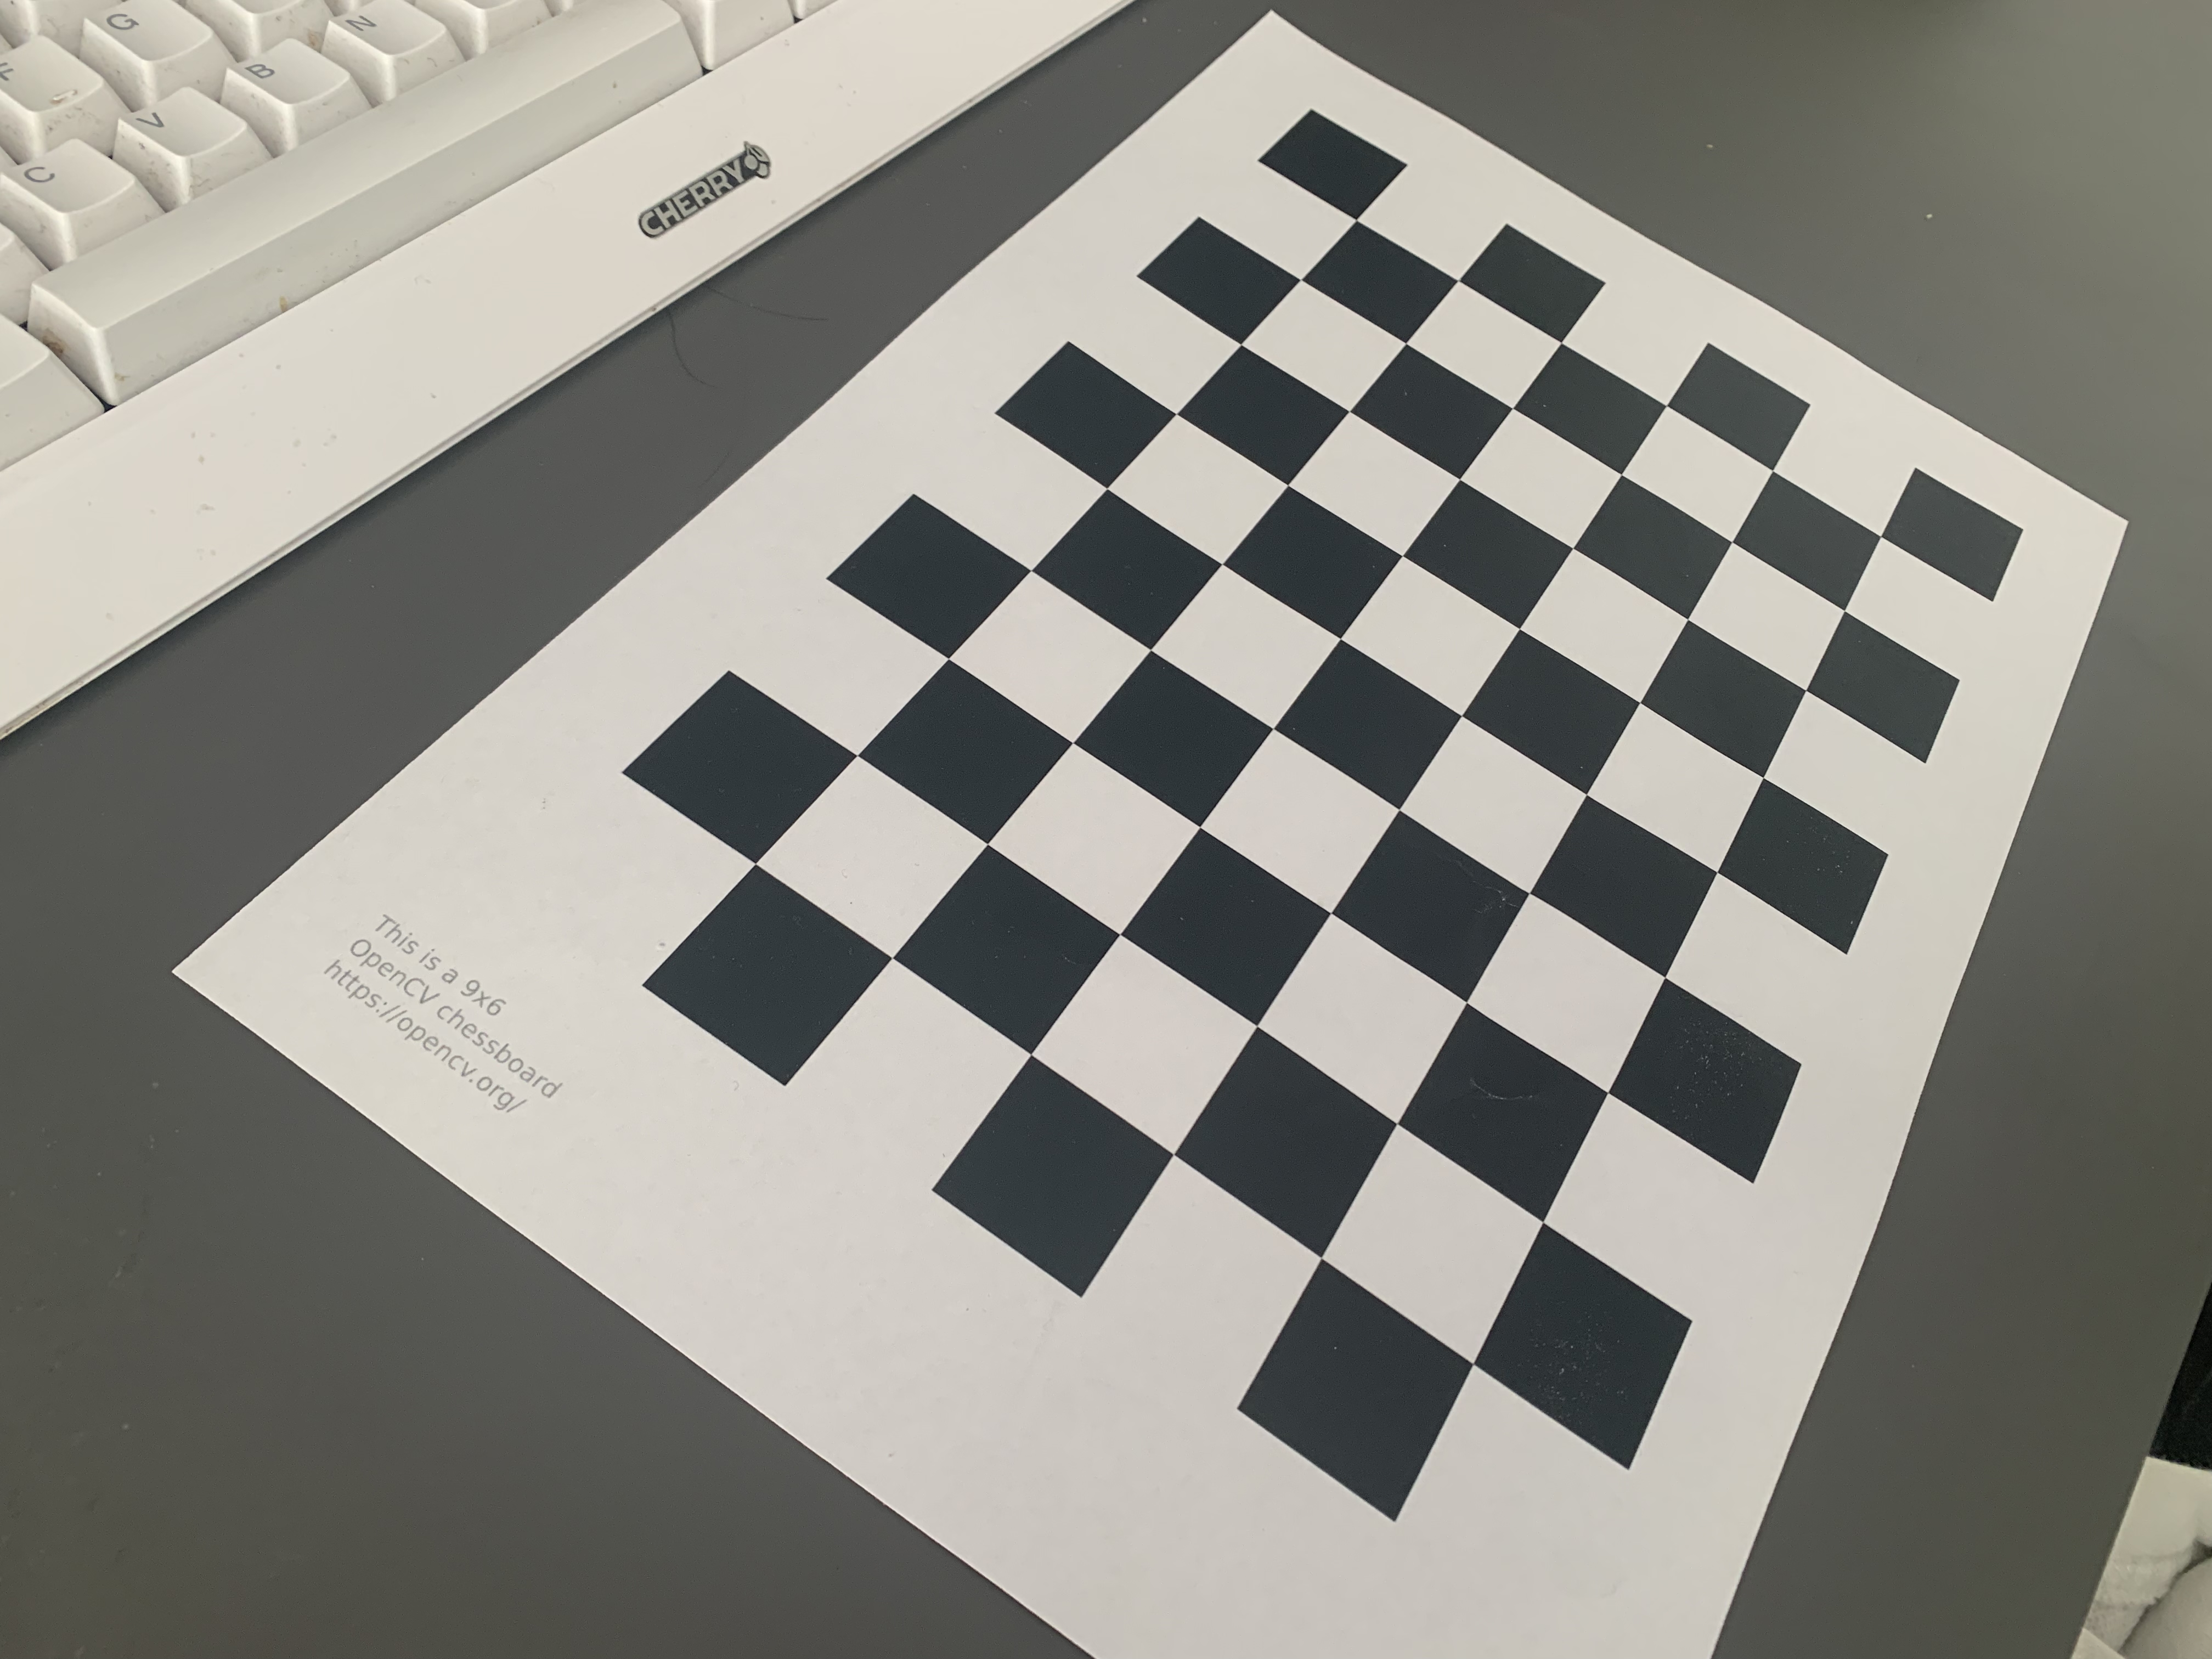 This is a 9x6
OpenCV chessboard
https://opencv.org/
CHERRY
N
B
V
G
C
F